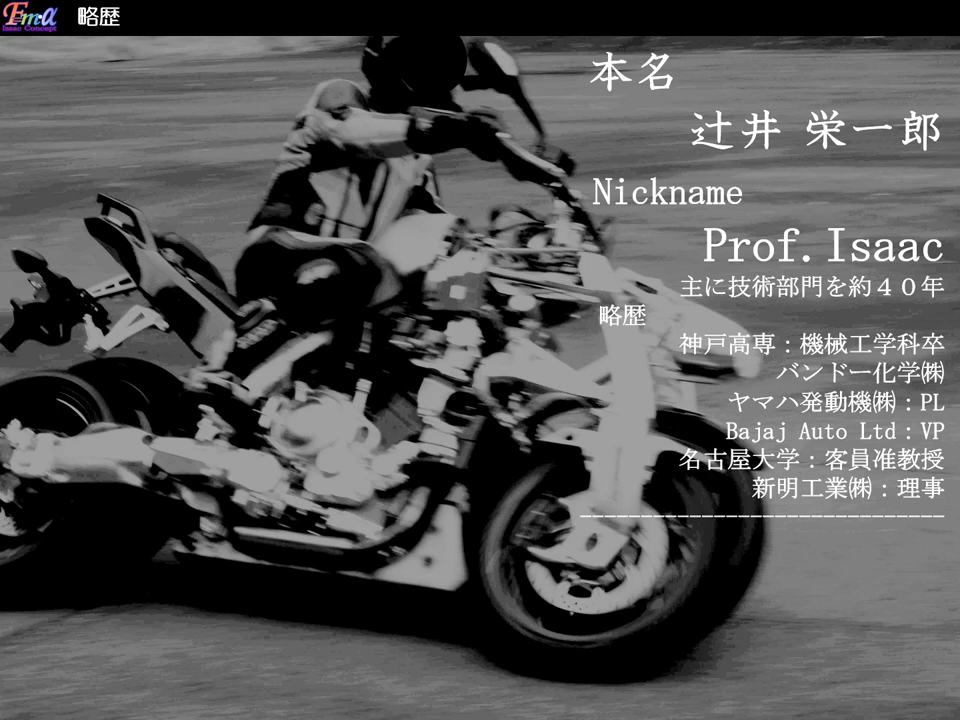 Em-α
Isaac Concept
略歴
本名
辻井 栄一郎
Nickname
Prof.Isaac
主に技術部門を約４０年
略歴
神戸高専：機械工学科卒
バンドー化学㈱
ヤマハ発動機㈱：PL
Bajaj Auto Ltd：VP
名古屋大学：客員准教授
新明工業㈱：理事
------------------------------